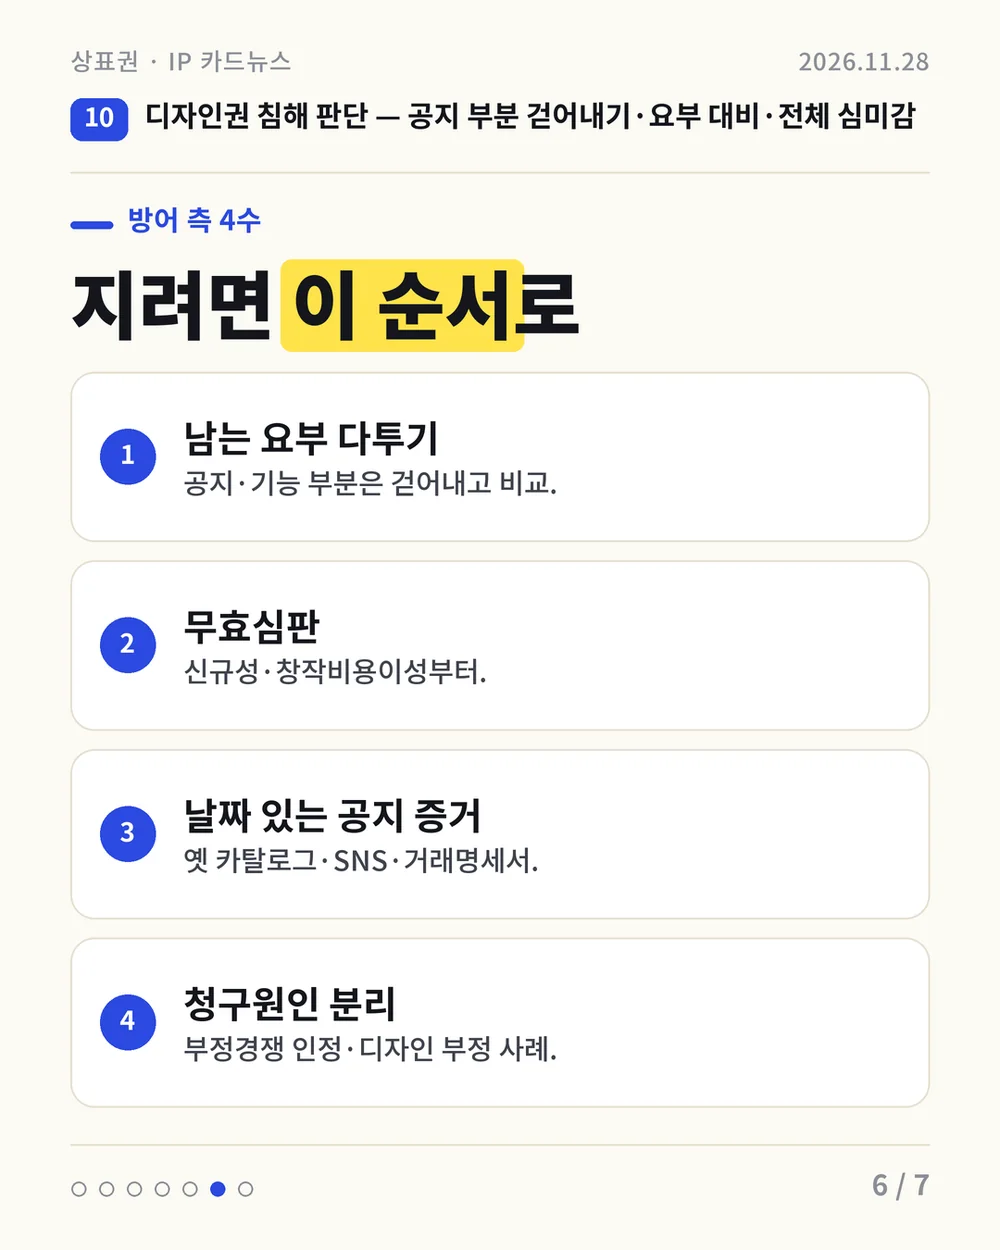 상표권 · IP 카드뉴스
2026.11.28
10 디자인권 침해 판단 — 공지 부분 걷어내기·요부 대비·전체 심미감
방어 측 4수
지려면 이 순서로
1
남는 요부 다투기
공지·기능 부분은 걷어내고 비교.
2
무효심판
신규성·창작비용이성부터.
3
날짜 있는 공지 증거
옛 카탈로그·SNS·거래명세서.
4
청구원인 분리
부정경쟁 인정·디자인 부정 사례.
6 / 7